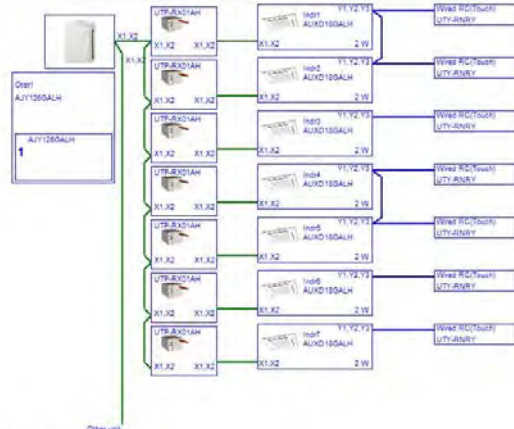 X1,X2
X1,X2
AJY126GALH
AJY126GALH
1
UTP-RX01AH
X1,X2 X1,X2
Indr1
AUXD18GALH
Y1,Y2,Y3
X1,X2 2 W
Wired RC(Touch)
UTY-RNRY
UTP-RX01AH
X1,X2 X1,X2
Indr2
AUXD18GALH
Y1,Y2,Y3
X1,X2 2 W
Wired RC(Touch)
UTY-RNRY
UTP-RX01AH
X1,X2 X1,X2
Indr3
AUXD18GALH
Y1,Y2,Y3
X1,X2 2 W
Wired RC(Touch)
UTY-RNRY
UTP-RX01AH
X1,X2 X1,X2
Indr4
AUXD18GALH
Y1,Y2,Y3
X1,X2 2 W
Wired RC(Touch)
UTY-RNRY
UTP-RX01AH
X1,X2 X1,X2
Indr5
AUXD18GALH
Y1,Y2,Y3
X1,X2 2 W
Wired RC(Touch)
UTY-RNRY
UTP-RX01AH
X1,X2 X1,X2
Indr6
AUXD18GALH
Y1,Y2,Y3
X1,X2 2 W
Wired RC(Touch)
UTY-RNRY
UTP-RX01AH
X1,X2 X1,X2
Indr7
AUXD18GALH
Y1,Y2,Y3
X1,X2 2 W
Wired RC(Touch)
UTY-RNRY